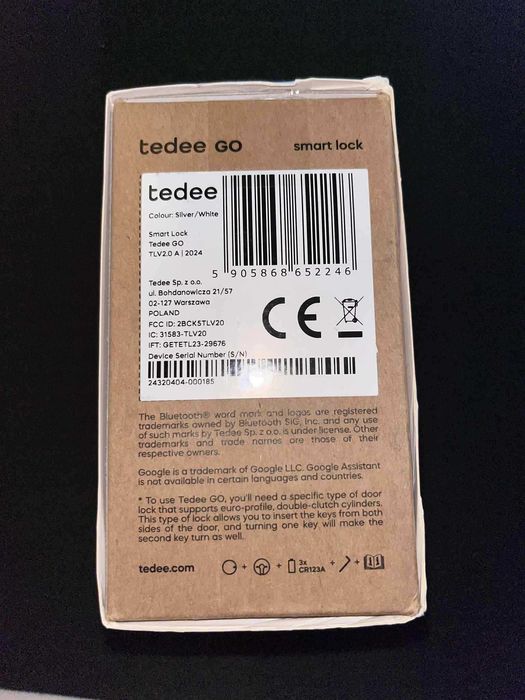 tedee GO smart lock
tedee
Colour: Silver/White
Smart Lock
Tedee GO
TLV2.0 A | 2024
5 905868 652246
Tedee Sp. z o.o.
ul. Bohdanowicza 21/57
02-127 Warszawa
POLAND
FCC ID: 2BCK5TLV20
IC: 31583-TLV20
IFT: GETETL23-29676
Device Serial Number (S/N)
24320404-000185
CE
The Bluetooth® word mark and logos are registered
trademarks owned by Bluetooth SIG, Inc. and any use
of such marks by Tedee Sp. z o.o. is under license. Other
trademarks and trade names are those of their
respective owners.
Google is a trademark of Google LLC. Google Assistant
is not available in certain languages and countries.
* To use Tedee GO, you'll need a specific type of door
lock that supports euro-profile, double-clutch cylinders.
This type of lock allows you to insert the keys from both
sides of the door, and turning one key will make the
second key turn as well.
tedee.com + + 3x CR123A + +